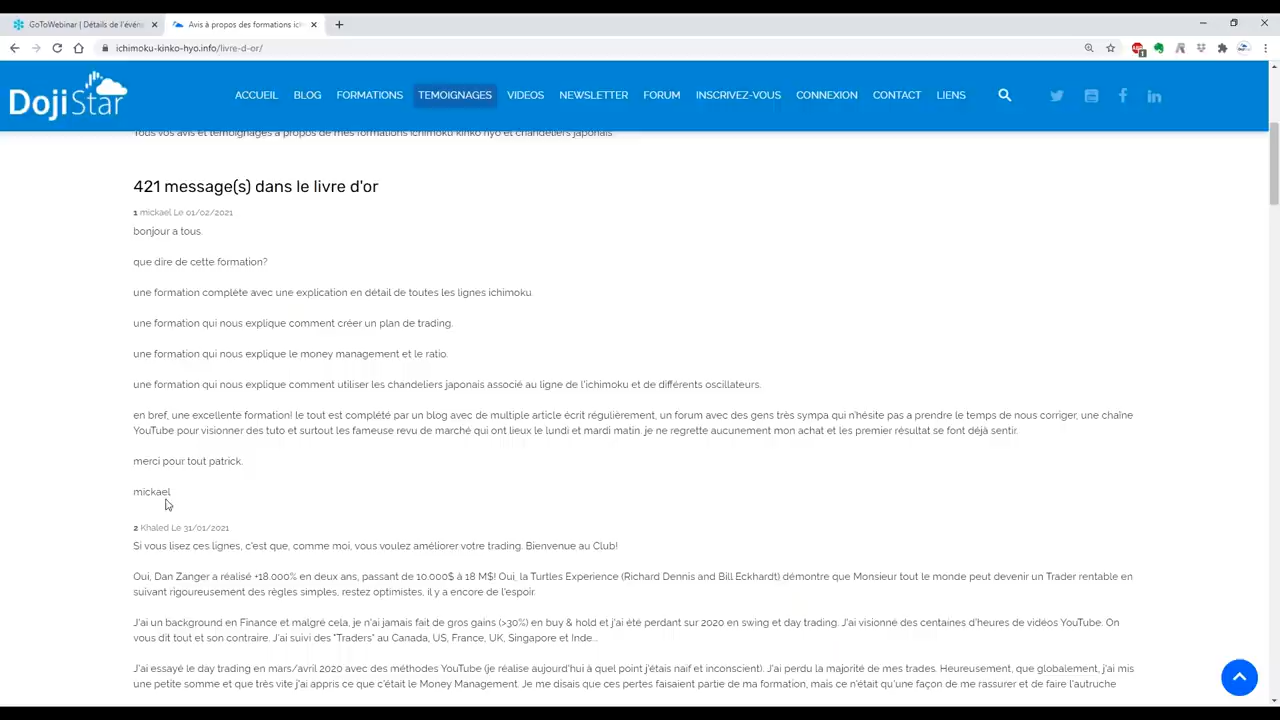 GoToWebinar | Détails de l'évén
Avis à propos des formations ich
ichimoku-kinko-hyo.info/livre-d-or/
DojiStar
ACCUEIL BLOG FORMATIONS TEMOIGNAGES VIDEOS NEWSLETTER FORUM INSCRIVEZ-VOUS CONNEXION CONTACT LIENS
Tous vos avis et témoignages à propos de mes formations ichimoku kinko hyo et chandeliers japonais.
421 message(s) dans le livre d'or
1 mickael Le 01/02/2021
bonjour a tous.
que dire de cette formation?
une formation complète avec une explication en détail de toutes les lignes ichimoku.
une formation qui nous explique comment créer un plan de trading.
une formation qui nous explique le money management et le ratio.
une formation qui nous explique comment utiliser les chandeliers japonais associé au ligne de l'ichimoku et de différents oscillateurs.
en bref, une excellente formation! le tout est complété par un blog avec de multiple article écrit régulièrement, un forum avec des gens très sympa qui n'hésite pas a prendre le temps de nous corriger, une chaîne
YouTube pour visionner des tuto et surtout les fameuse revu de marché qui ont lieux le lundi et mardi matin. je ne regrette aucunement mon achat et les premier résultat se font déjà sentir.
merci pour tout patrick.
mickael
2 Khaled Le 31/01/2021
Si vous lisez ces lignes, c'est que, comme moi, vous voulez améliorer votre trading. Bienvenue au Club!
Oui, Dan Zanger a réalisé +18.000% en deux ans, passant de 10.000$ à 18 M$! Oui, la Turtles Experience (Richard Dennis and Bill Eckhardt) démontre que Monsieur tout le monde peut devenir un Trader rentable en
suivant rigoureusement des règles simples, restez optimistes, il y a encore de l'espoir.
J'ai un background en Finance et malgré cela, je n'ai jamais fait de gros gains (>30%) en buy & hold et j'ai été perdant sur 2020 en swing et day trading. J'ai visionné des centaines d'heures de vidéos YouTube. On
vous dit tout et son contraire. J'ai suivi des "Traders" au Canada, US, France, UK, Singapore et Inde...
J'ai essayé le day trading en mars/avril 2020 avec des méthodes YouTube (je réalise aujourd'hui à quel point j'étais naif et inconscient). J'ai perdu la majorité de mes trades. Heureusement, que globalement, j'ai mis
une petite somme et que très vite j'ai appris ce que c'était le Money Management. Je me disais que ces pertes faisaient partie de ma formation, mais ce n'était qu'une façon de me rassurer et de faire l'autruche